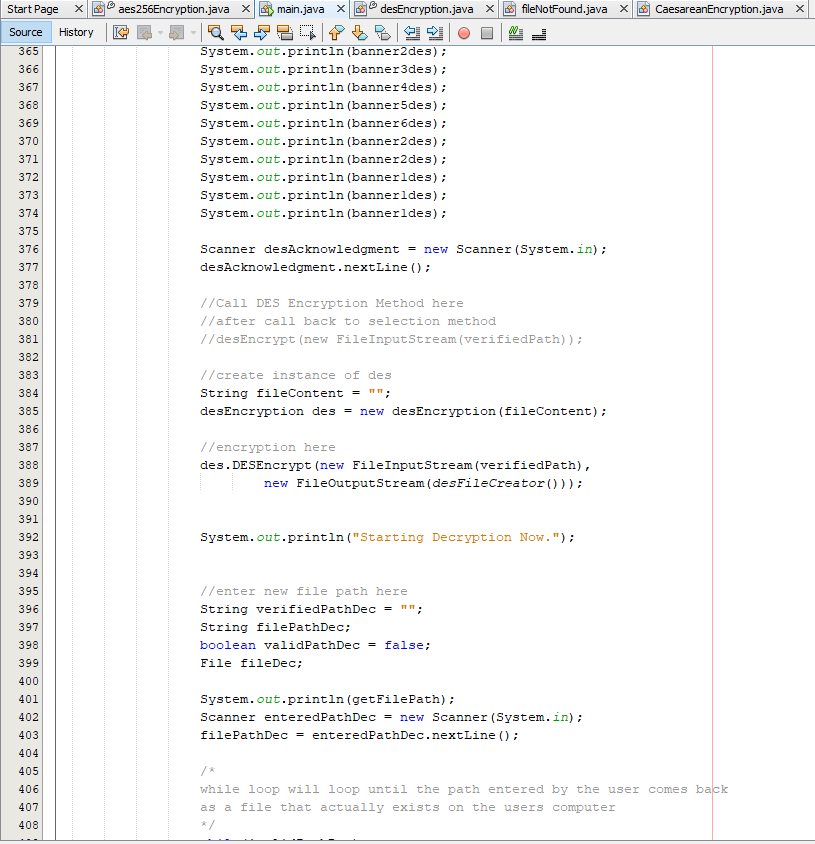 Start Page aes256Encryption.java main.java desEncryption.java fileNotFound.java CaesareanEncryption.java
Source History
365 System.out.println(banner2des);
366 System.out.println(banner3des);
367 System.out.println(banner4des);
368 System.out.println(banner5des);
369 System.out.println(banner6des);
370 System.out.println(banner2des);
371 System.out.println(banner2des);
372 System.out.println(banner1des);
373 System.out.println(banner1des);
374 System.out.println(banner1des);
375
376 Scanner desAcknowledgment = new Scanner(System.in);
377 desAcknowledgment.nextLine();
378
379 //Call DES Encryption Method here
380 //after call back to selection method
381 //desEncrypt(new FileInputStream(verifiedPath));
382
383 //create instance of des
384 String fileContent = "";
385 desEncryption des = new desEncryption(fileContent);
386
387 //encryption here
388 des.DESEncrypt(new FileInputStream(verifiedPath),
389 new FileOutputStream(desFileCreator()));
390
391
392 System.out.println("Starting Decryption Now.");
393
394
395 //enter new file path here
396 String verifiedPathDec = "";
397 String filePathDec;
398 boolean validPathDec = false;
399 File fileDec;
400
401 System.out.println(getFilePath);
402 Scanner enteredPathDec = new Scanner(System.in);
403 filePathDec = enteredPathDec.nextLine();
404
405 /*
406 while loop will loop until the path entered by the user comes back
407 as a file that actually exists on the users computer
408 */